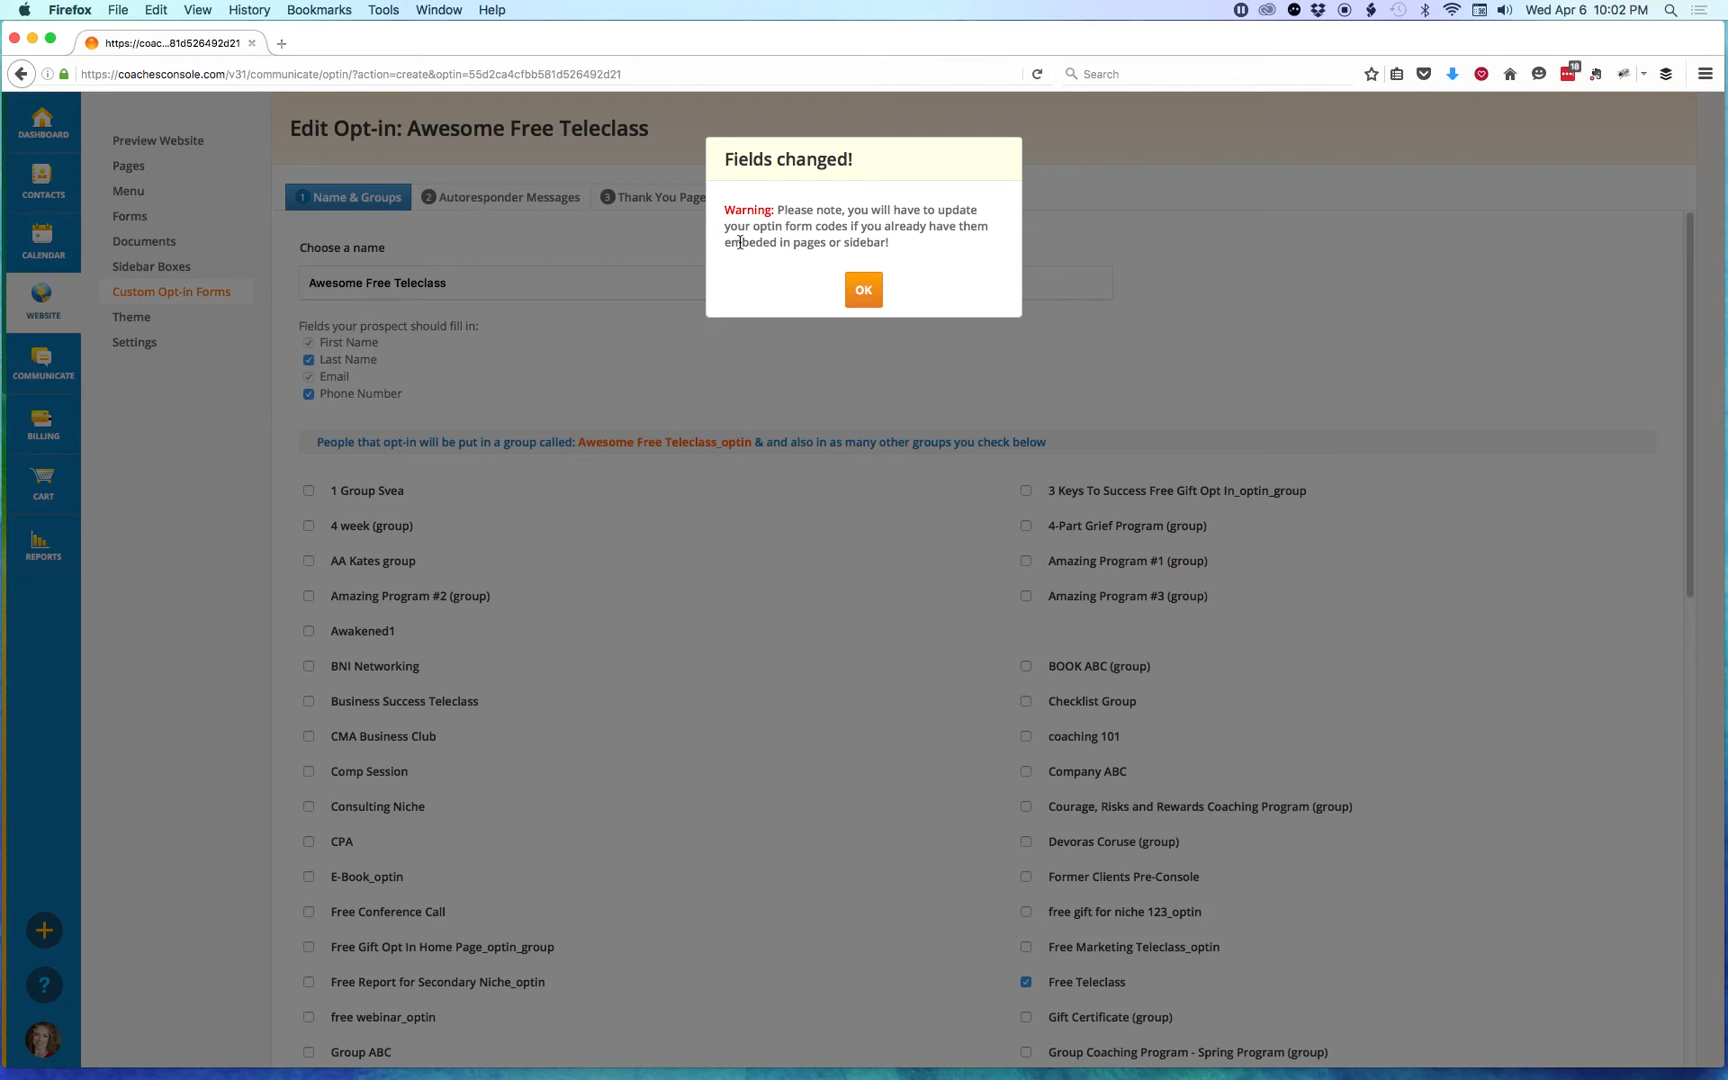 Firefox File Edit View History Bookmarks Tools Window Help Wed Apr 6 10:02 PM
https://coac...81d526492d21
https://coachesconsole.com/v31/communicate/optin/?action=create&optin=55d2ca4cfbb581d526492d21 Search 18
DASHBOARD
CONTACTS
CALENDAR
WEBSITE
COMMUNICATE
BILLING
CART
REPORTS
+
?
Preview Website
Pages
Menu
Forms
Documents
Sidebar Boxes
Custom Opt-in Forms
Theme
Settings
Edit Opt-in: Awesome Free Teleclass
1 Name & Groups 2 Autoresponder Messages 3 Thank You Page
Fields changed!
Warning: Please note, you will have to update
your optin form codes if you already have them
embeded in pages or sidebar!
OK
Choose a name
Awesome Free Teleclass
Fields your prospect should fill in:
First Name
Last Name
Email
Phone Number
People that opt-in will be put in a group called: Awesome Free Teleclass_optin & and also in as many other groups you check below
1 Group Svea 3 Keys To Success Free Gift Opt In_optin_group
4 week (group) 4-Part Grief Program (group)
AA Kates group Amazing Program #1 (group)
Amazing Program #2 (group) Amazing Program #3 (group)
Awakened1
BNI Networking BOOK ABC (group)
Business Success Teleclass Checklist Group
CMA Business Club coaching 101
Comp Session Company ABC
Consulting Niche Courage, Risks and Rewards Coaching Program (group)
CPA Devoras Coruse (group)
E-Book_optin Former Clients Pre-Console
Free Conference Call free gift for niche 123_optin
Free Gift Opt In Home Page_optin_group Free Marketing Teleclass_optin
Free Report for Secondary Niche_optin Free Teleclass
free webinar_optin Gift Certificate (group)
Group ABC Group Coaching Program - Spring Program (group)